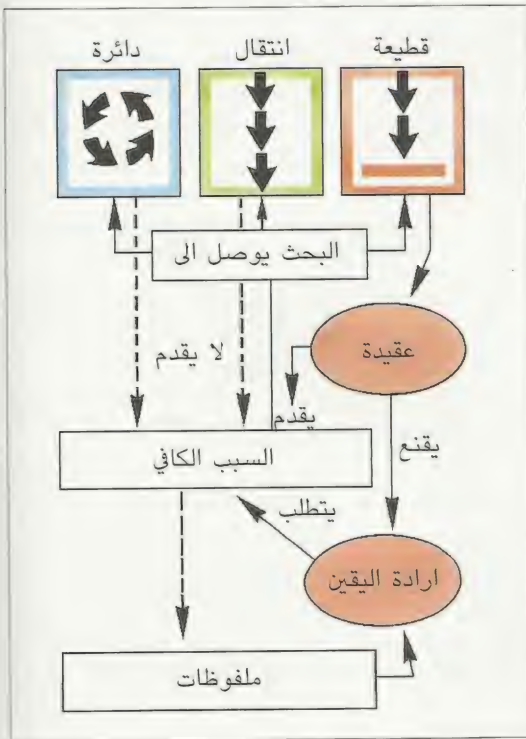 قطيعة
انتقال
دائرة
البحث يوصل الى
عقيدة
لا يقدم
يقدم
يقنع
السبب الكافي
يتطلب
ارادة اليقين
ملفوظات